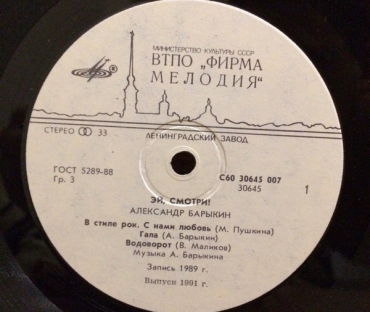 МИНИСТЕРСТВО КУЛЬТУРЫ СССР
ВТПО „ФИРМА
МЕЛОДИЯ“
СТЕРЕО 33
ЛЕНИНГРАДСКИЙ ЗАВОД
ГОСТ 5289-88
Гр. 3
С60 30645 007
30645
1
ЭЙ, СМОТРИ!
АЛЕКСАНДР БАРЫКИН
В стиле рок. С нами любовь (М. Пушкина)
Гала (А. Барыкин)
Водоворот (В. Маликов)
Музыка А. Барыкина
Запись 1989 г.
Выпуск 1991 г.